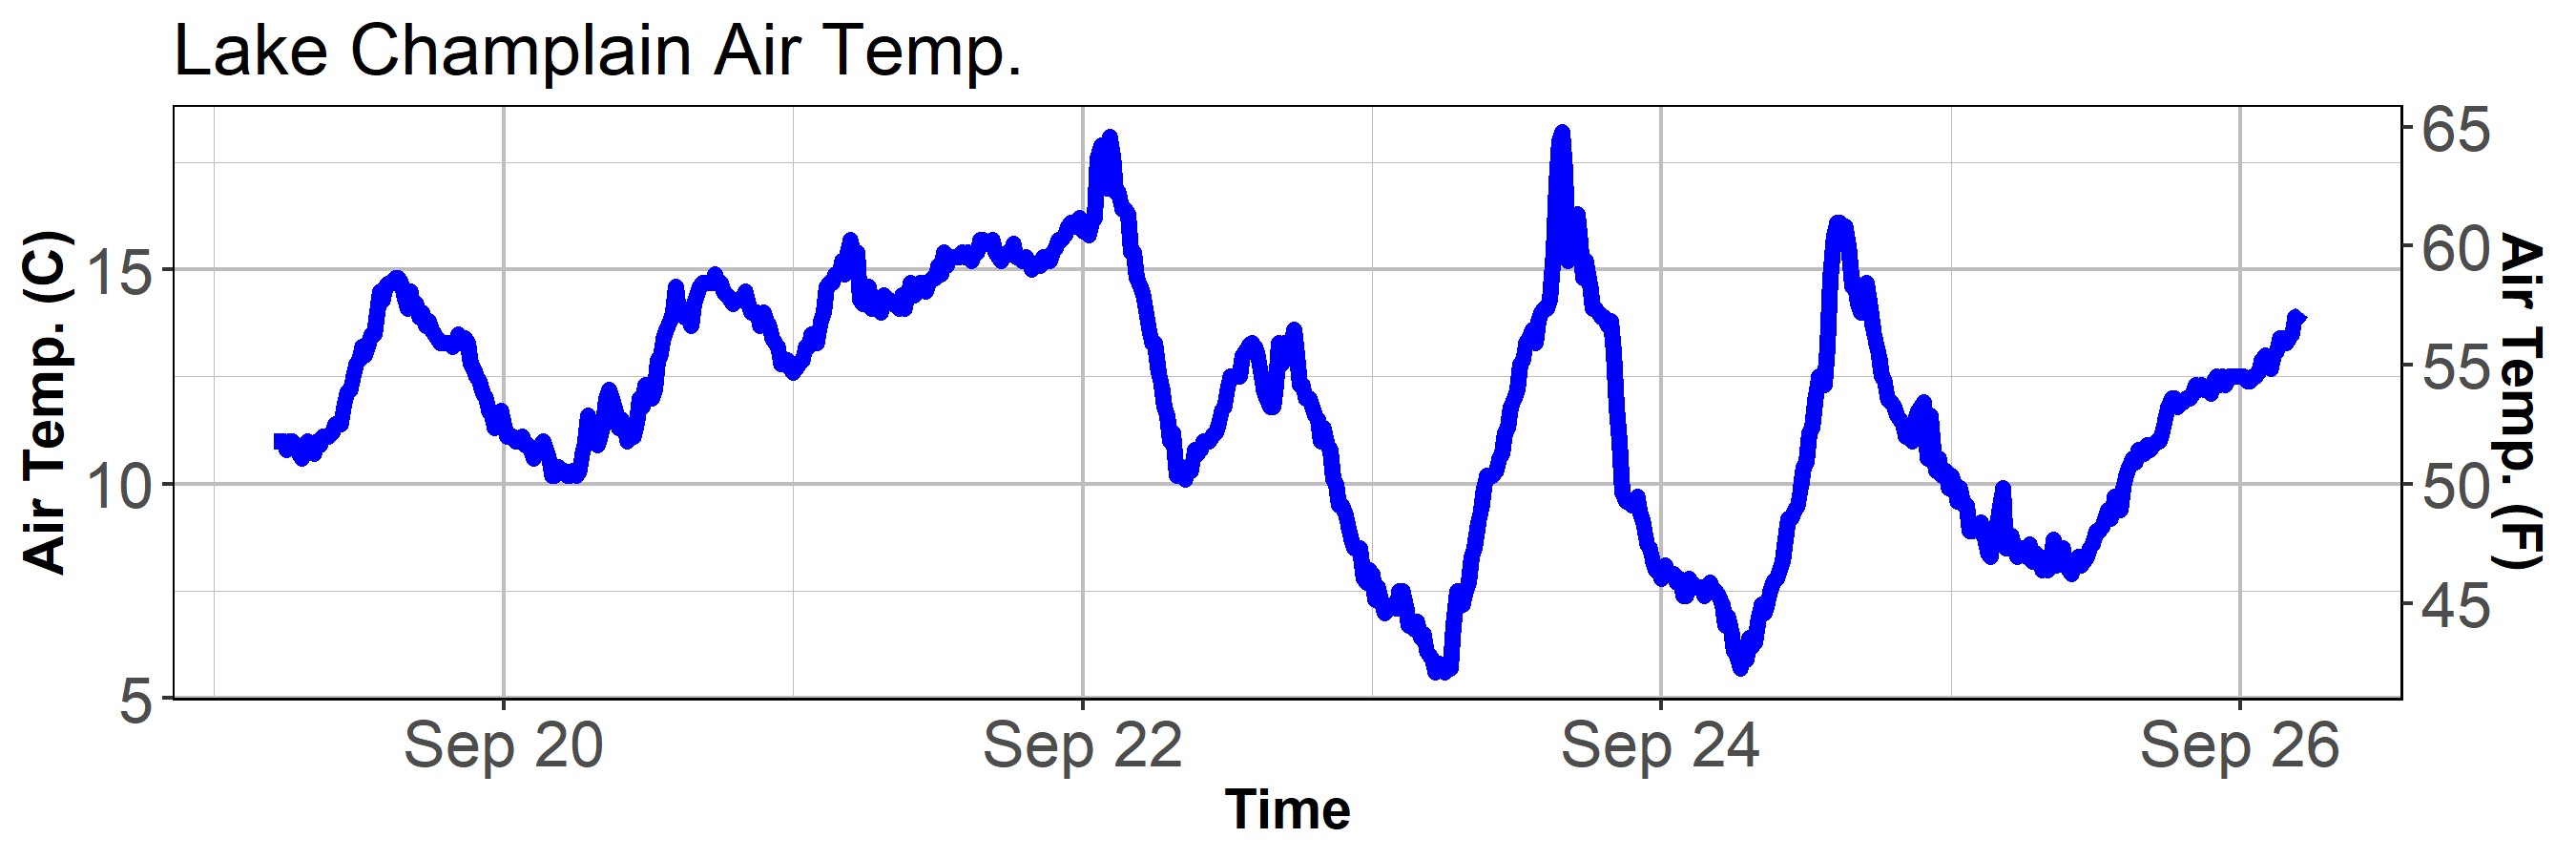 Lake Champlain Air Temp.
Air Temp. (C)
15
10
5
65
60
55
50
45
Air Temp. (F)
Sep 20
Sep 22
Sep 24
Sep 26
Time